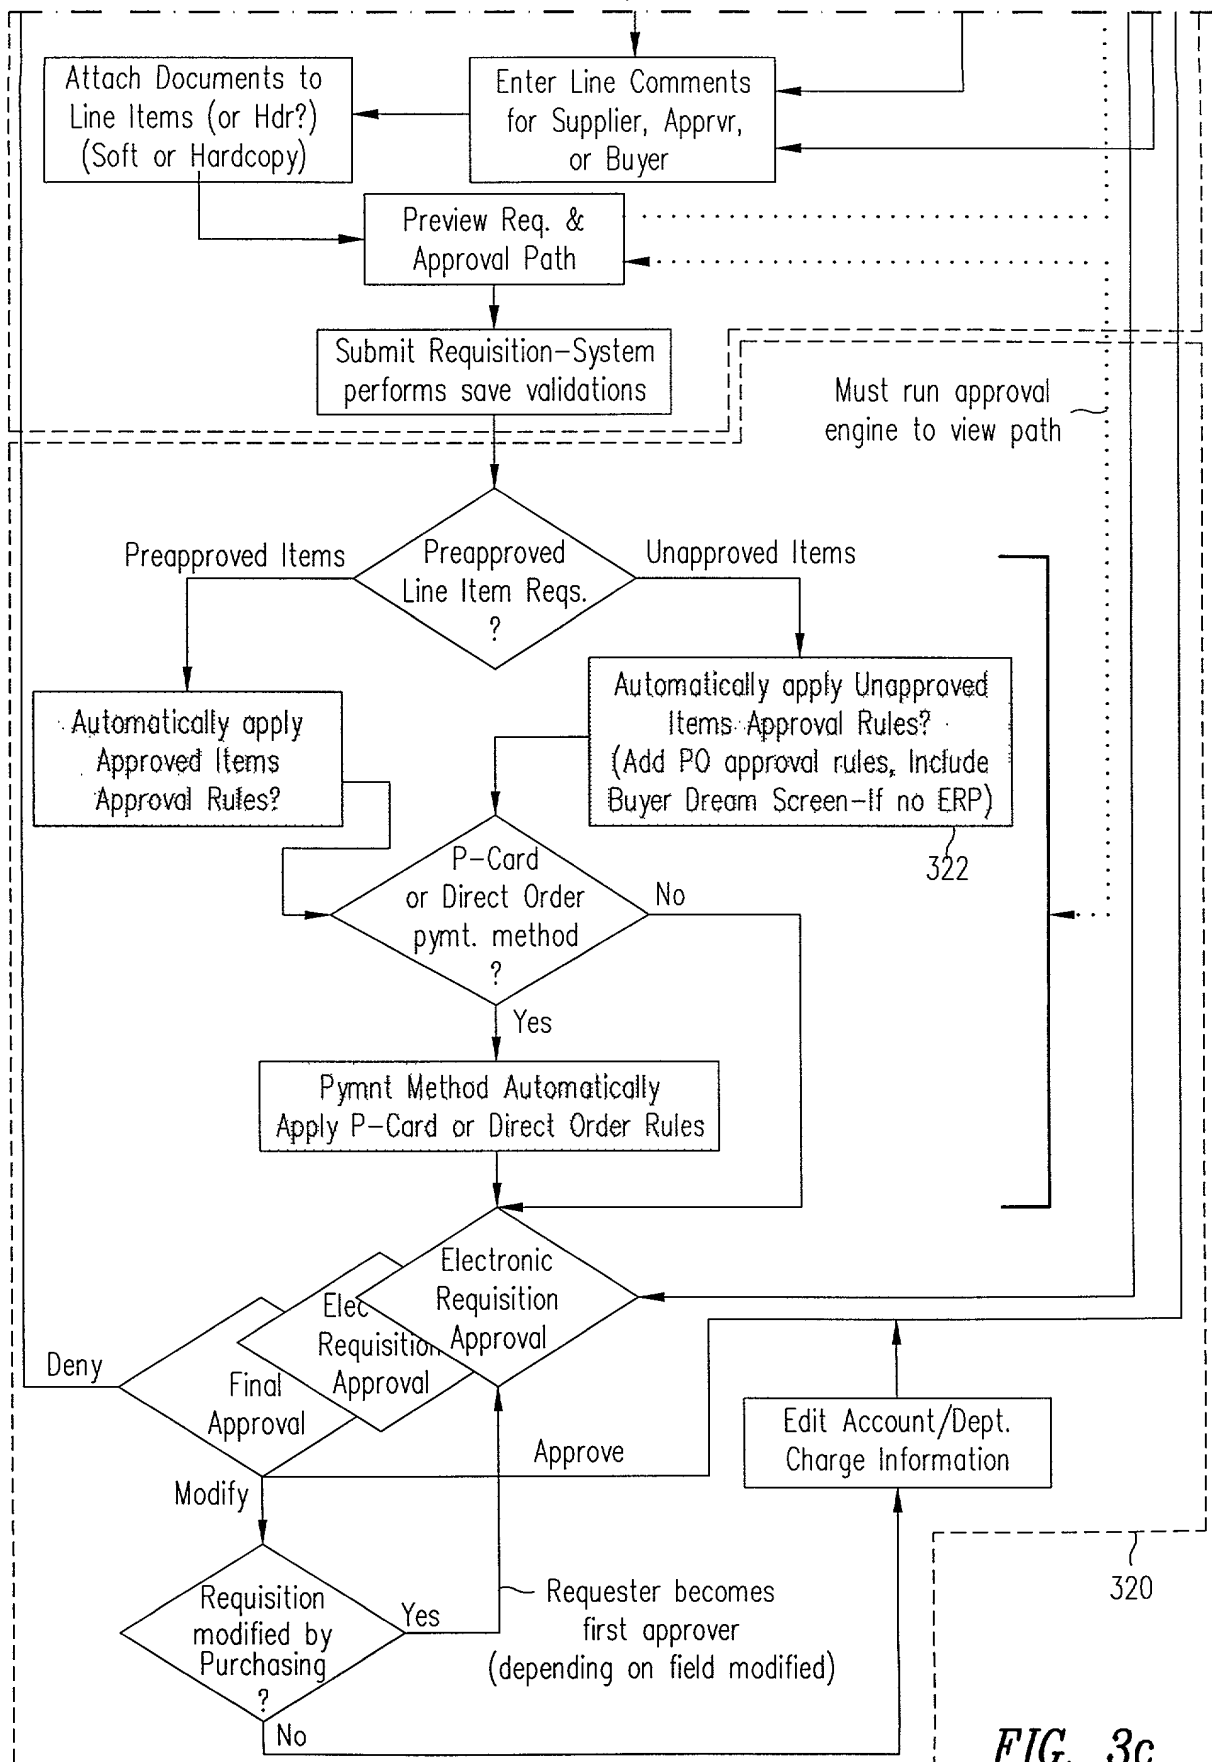 Attach Documents to
Line Items (or Hdr?)
(Soft or Hardcopy)
Enter Line Comments
for Supplier, Apprvr,
or Buyer
Preview Req. &
Approval Path
Submit Requisition-System
performs save validations
Must run approval
engine to view path
Preapproved Items
Preapproved
Line Item Reqs.
?
Unapproved Items
Automatically apply
Approved Items
Approval Rules?
Automatically apply Unapproved
Items Approval Rules?
(Add PO approval rules, Include
Buyer Dream Screen-If no ERP)
322
P-Card
or Direct Order
pymt. method
?
No
Yes
Pymnt Method Automatically
Apply P-Card or Direct Order Rules
Electronic
Requisition
Approval
Elec
Requisition
Approval
Final
Approval
Deny
Approve
Modify
Edit Account/Dept.
Charge Information
320
Requisition
modified by
Purchasing
?
Yes
No
Requester becomes
first approver
(depending on field modified)
FIG. 3c